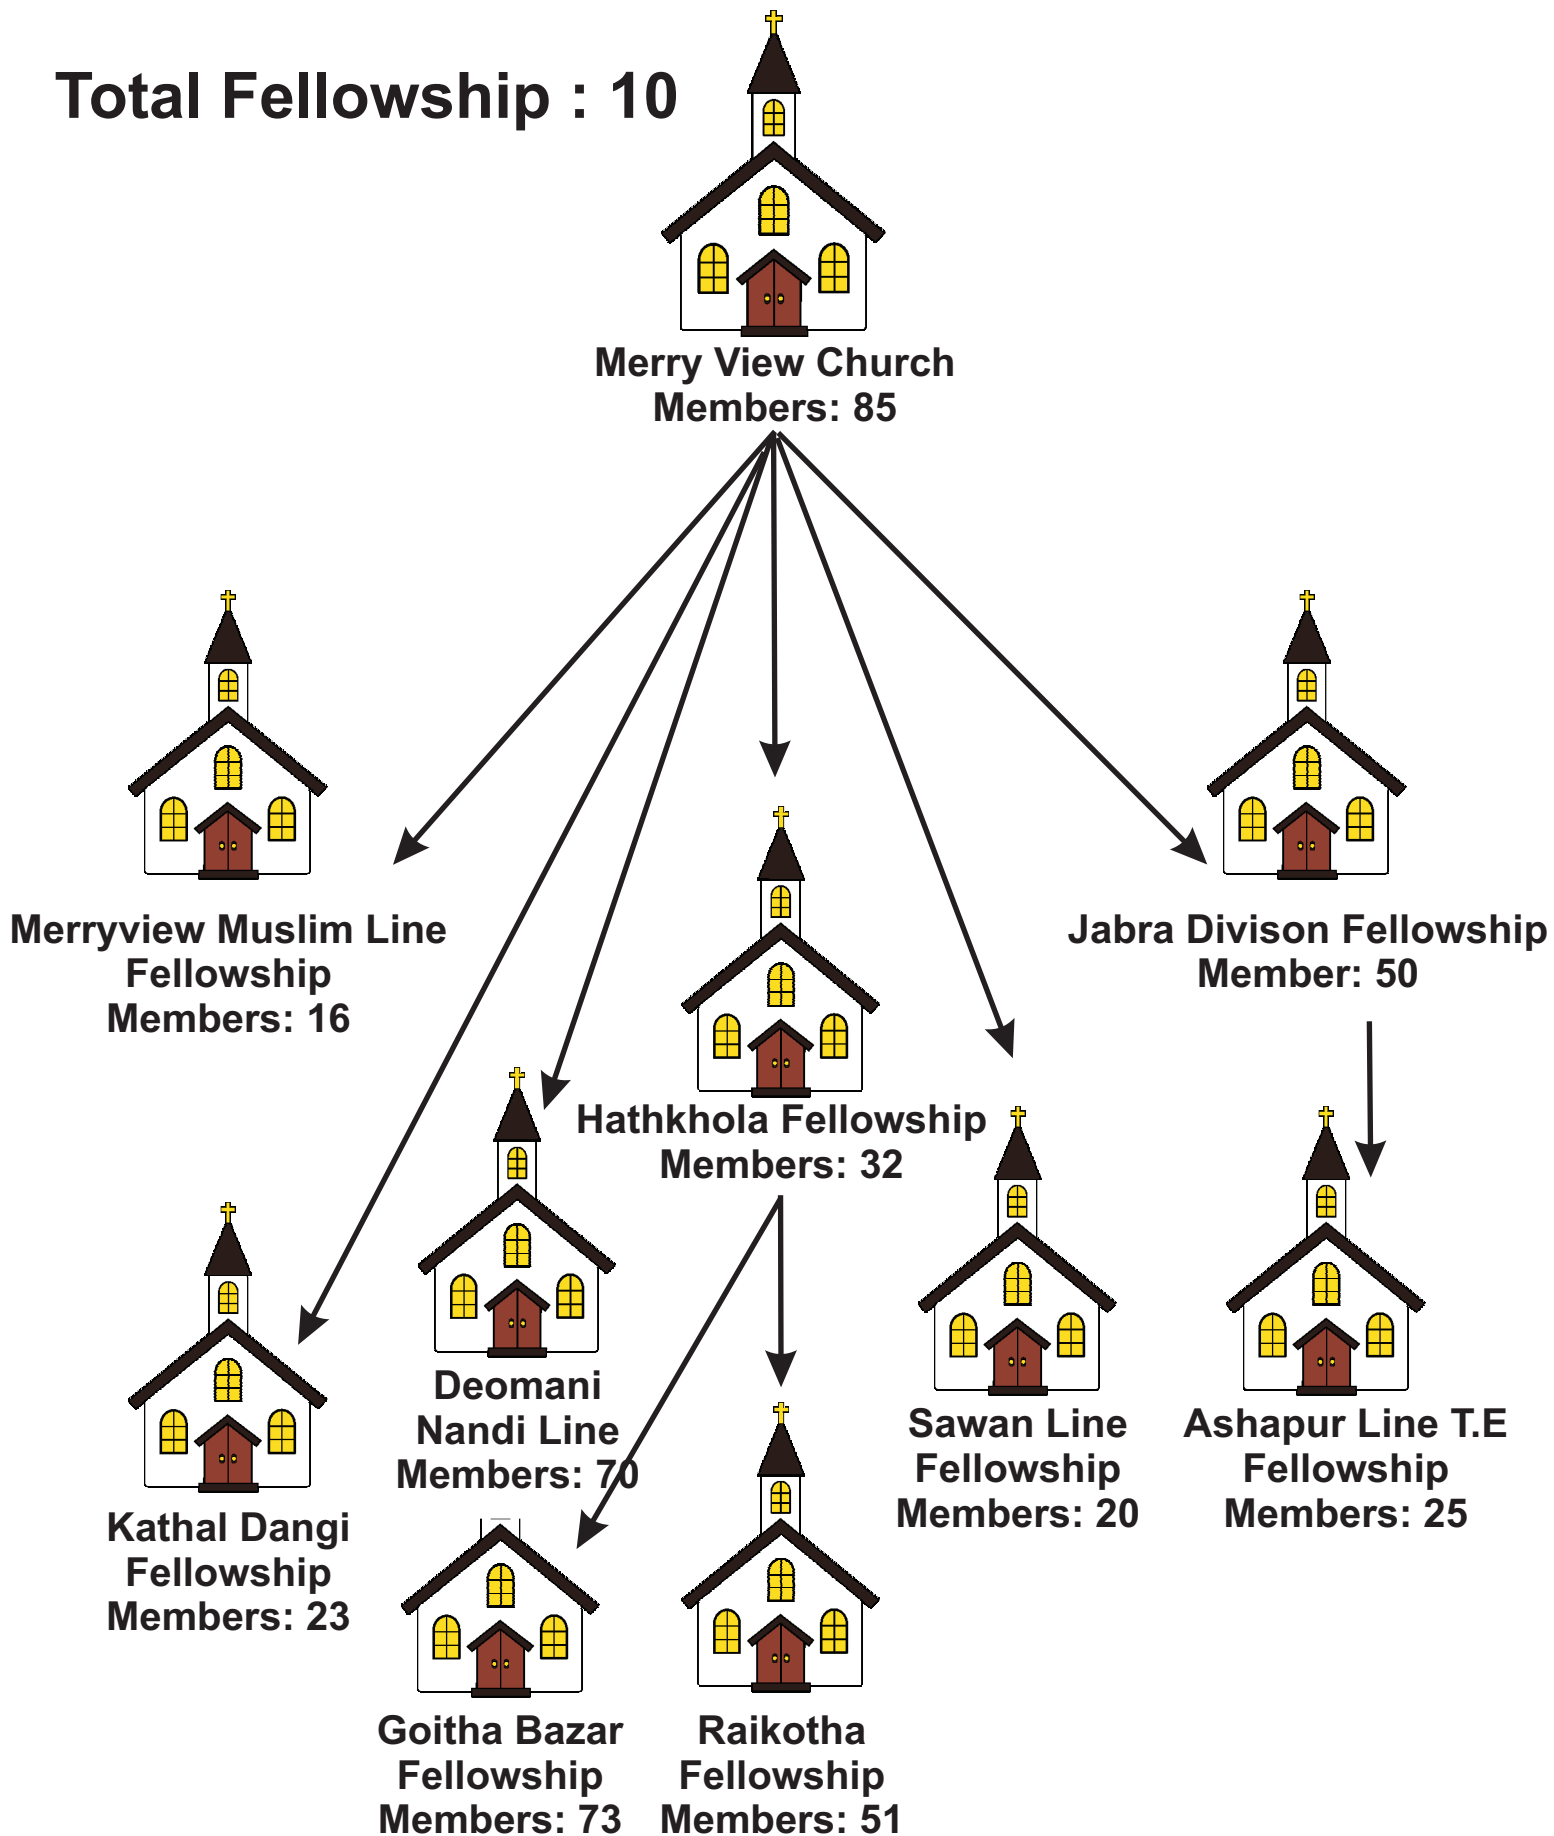 Total Fellowship : 10
Merry View Church
Members: 85
Merryview Muslim Line
Fellowship
Members: 16
Jabra Divison Fellowship
Member: 50
Hathkhola Fellowship
Members: 32
Deomani
Nandi Line
Members: 70
Sawan Line
Fellowship
Members: 20
Ashapur Line T.E
Fellowship
Members: 25
Kathal Dangi
Fellowship
Members: 23
Goitha Bazar
Fellowship
Members: 73
Raikotha
Fellowship
Members: 51